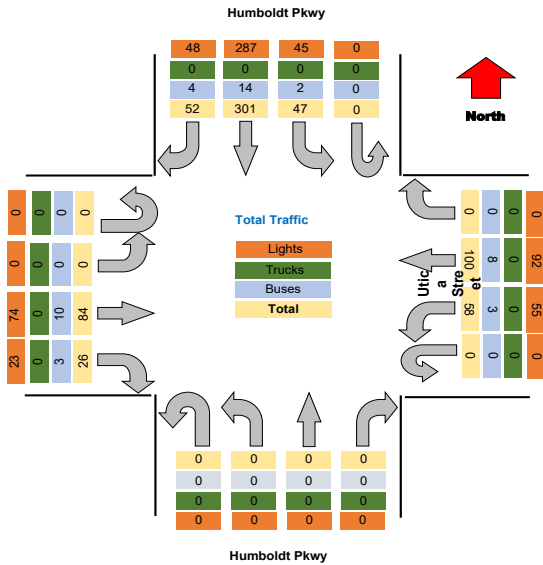 Humboldt Pkwy
48 287 45 0
0 0 0 0
4 14 2 0
52 301 47 0
North
0 0 0 0
0 0 0 0
74 0 10 84
23 0 3 26
Total Traffic
Lights
Trucks
Buses
Total
0 0 0 0
100 8 0 92
58 3 0 55
0 0 0 0
Utic
a
Stre
et
0 0 0 0
0 0 0 0
0 0 0 0
0 0 0 0
Humboldt Pkwy